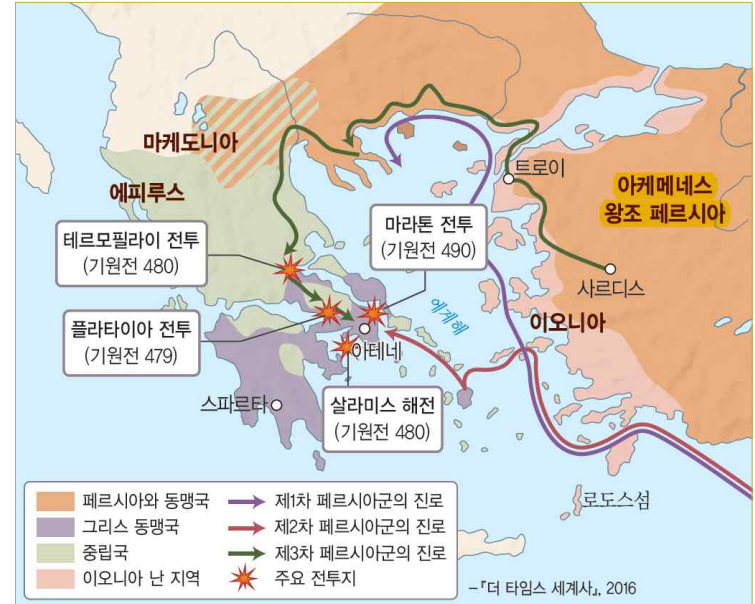 마케도니아
에피루스
트로이
아케메네스
왕조 페르시아
테르모필라이 전투
(기원전 480)
마라톤 전투
(기원전 490)
사르디스
에게해
이오니아
플라타이아 전투
(기원전 479)
아테네
스파르타
살라미스 해전
(기원전 480)
로도스섬
페르시아와 동맹국
그리스 동맹국
중립국
이오니아 난 지역
제1차 페르시아군의 진로
제2차 페르시아군의 진로
제3차 페르시아군의 진로
주요 전투지
-『더 타임스 세계사』, 2016